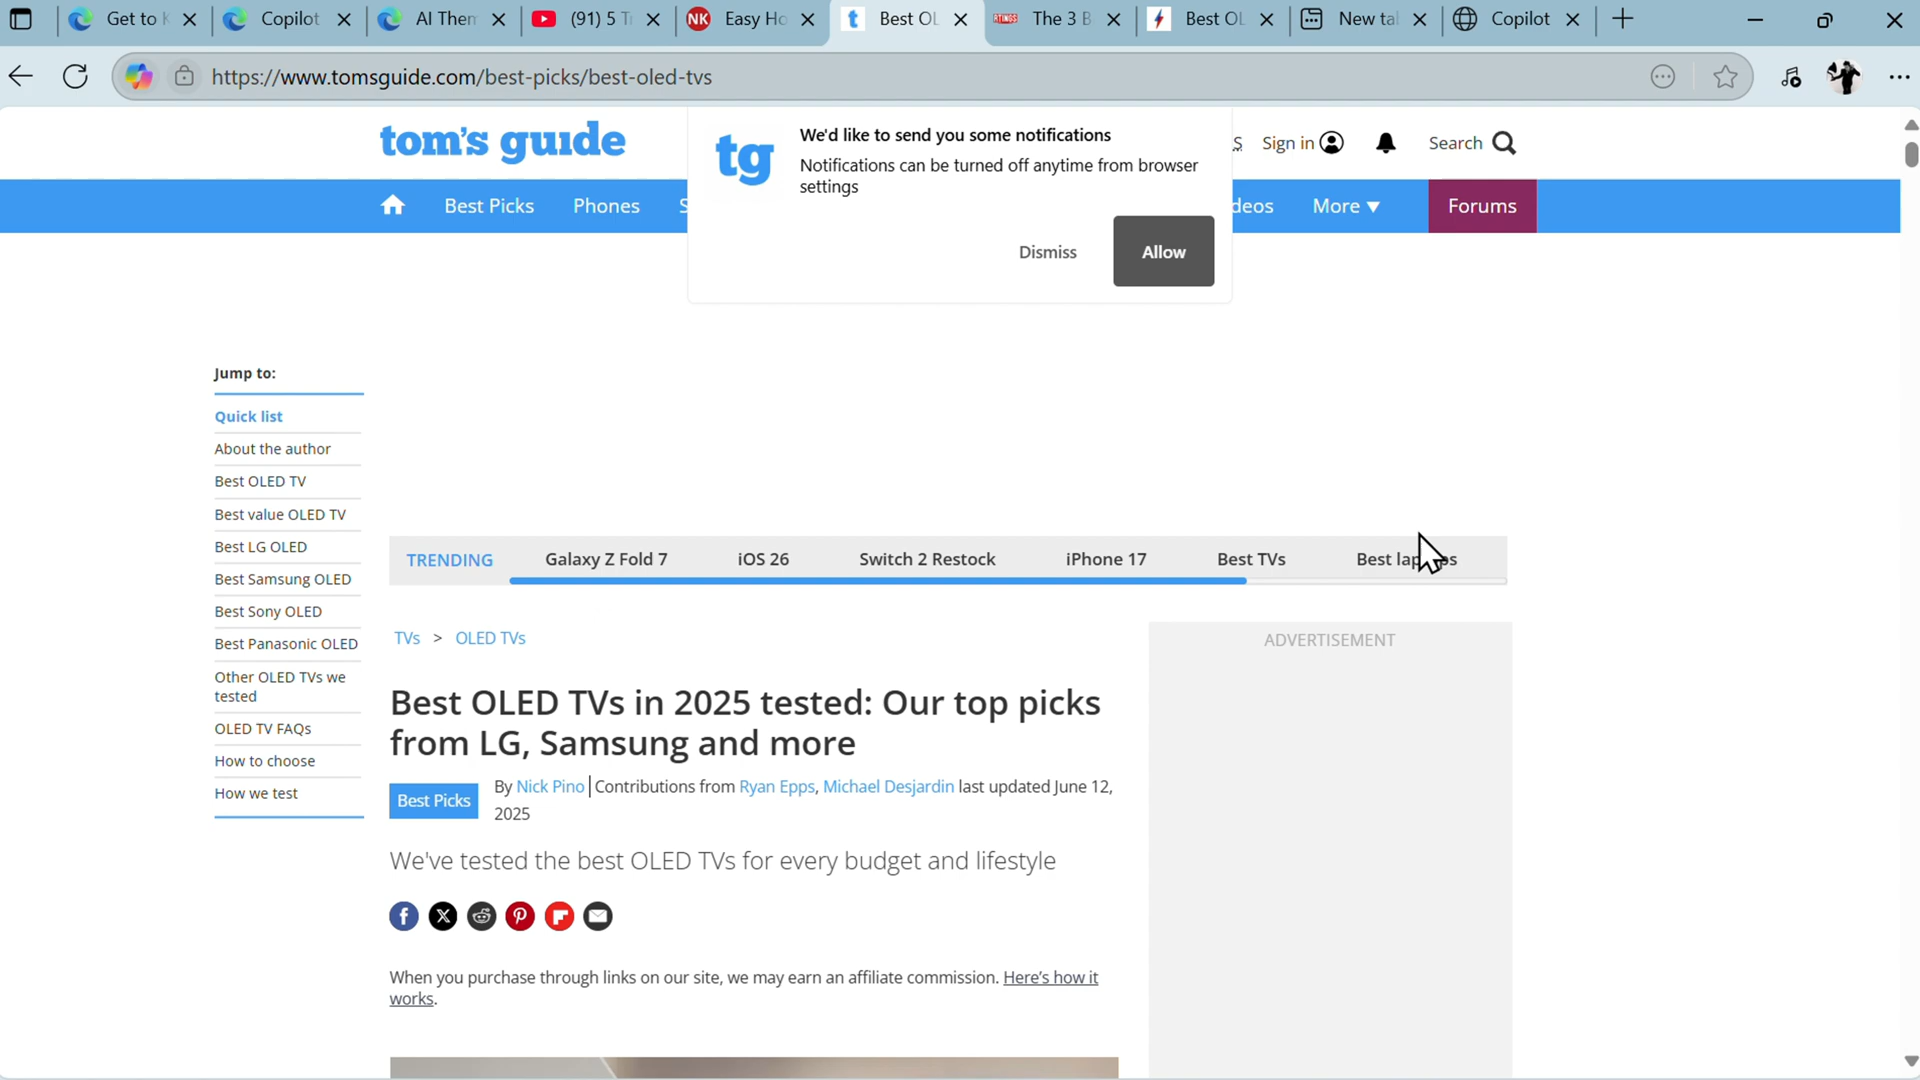 Get to K
Copilot
AI Them
(91) 5 Ti
NK
Easy Ho
t
Best OL
RTINGS
The 3 B
Best OL
New tal
Copilot
https://www.tomsguide.com/best-picks/best-oled-tvs
tom's guide
tg
We'd like to send you some notifications
Notifications can be turned off anytime from browser
settings
Dismiss
Allow
S
Sign in
Search
Best Picks
Phones
S
deos
More
Forums
Jump to:
Quick list
About the author
Best OLED TV
Best value OLED TV
Best LG OLED
Best Samsung OLED
Best Sony OLED
Best Panasonic OLED
Other OLED TVs we
tested
OLED TV FAQs
How to choose
How we test
TRENDING Galaxy Z Fold 7 iOS 26 Switch 2 Restock iPhone 17 Best TVs Best laptops
TVs > OLED TVs
ADVERTISEMENT
Best OLED TVs in 2025 tested: Our top picks
from LG, Samsung and more
Best Picks
By Nick Pino | Contributions from Ryan Epps, Michael Desjardin last updated June 12,
2025
We've tested the best OLED TVs for every budget and lifestyle
When you purchase through links on our site, we may earn an affiliate commission. Here's how it
works.